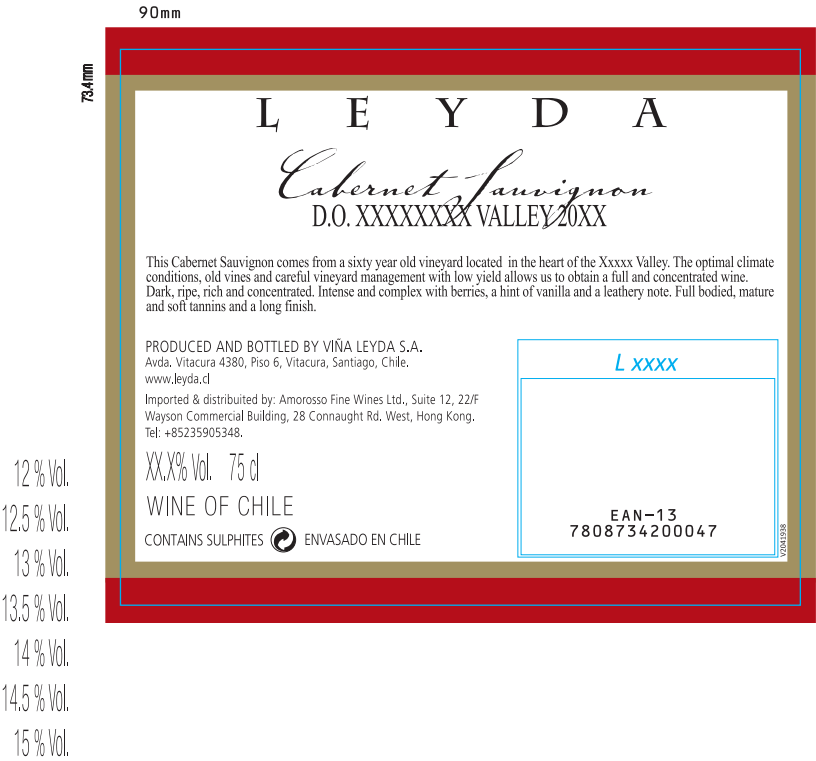 90mm
73.4mm
L E Y D A
Cabernet Sauvignon
D.O. XXXXXXXX VALLEY 20XX
This Cabernet Sauvignon comes from a sixty year old vineyard located in the heart of the Xxxxx Valley. The optimal climate
conditions, old vines and careful vineyard management with low yield allows us to obtain a full and concentrated wine.
Dark, ripe, rich and concentrated. Intense and complex with berries, a hint of vanilla and a leathery note. Full bodied, mature
and soft tannins and a long finish.
PRODUCED AND BOTTLED BY VIÑA LEYDA S.A.
Avda. Vitacura 4380, Piso 6, Vitacura, Santiago, Chile.
www.leyda.cl
Imported & distribuited by: Amorosso Fine Wines Ltd., Suite 12, 22/F
Wayson Commercial Building, 28 Connaught Rd. West, Hong Kong.
Tel: +85235905348.
XX.X% Vol. 75 cl
WINE OF CHILE
CONTAINS SULPHITES ENVASADO EN CHILE
L xxxx
EAN-13
7808734200047
V2041938
12 % Vol.
12.5 % Vol.
13 % Vol.
13.5 % Vol.
14 % Vol.
14.5 % Vol.
15 % Vol.